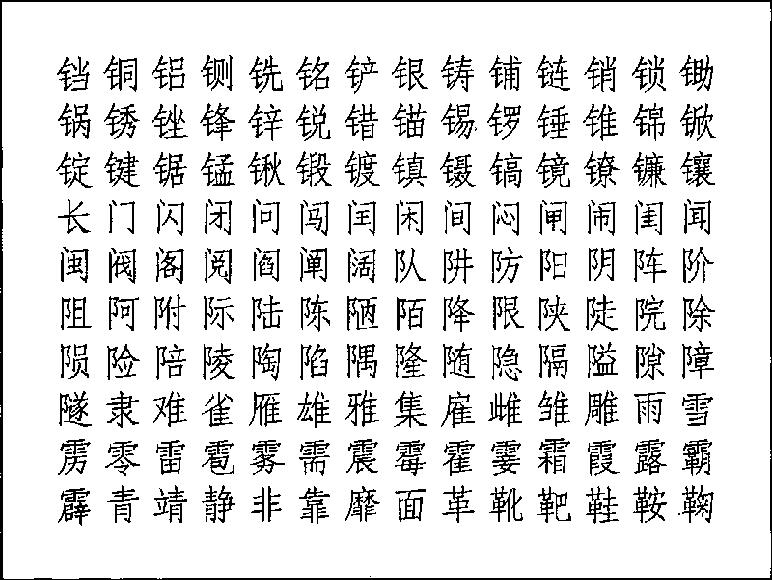 铛铜铝铡铣铭铲银铸铺链销锁锄
锅锈锉锋锌锐错锚锡锣锤锥锦锨
锭键锯锰锹锻镀镇镊镐镜镣镰镶
长门闪闭问闯闰闲间闷闸闹闺闻
闽阀阁阅阎阐阔队阱防阳阴阵阶
阻阿附际陆陈陋陌降限陕陡院除
陨险陪陵陶陷隅隆随隐隔隘隙障
隧隶难雀雁雄雅集雇雌雏雕雨雪
雳零雷雹雾需震霉霍霎霜霞露霸
霹青靖静非靠靡面革靴靶鞋鞍鞠